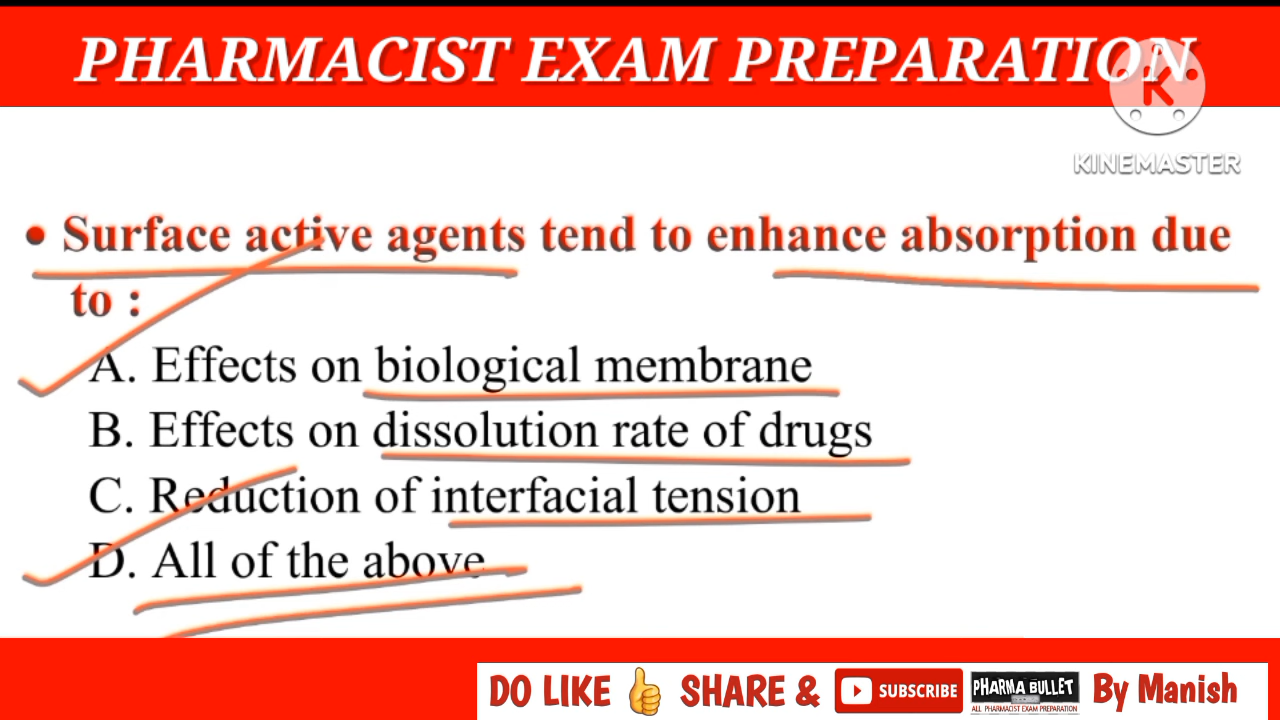 PHARMACIST EXAM PREPARATION
K
KINEMASTER
• Surface active agents tend to enhance absorption due
to :
A. Effects on biological membrane
B. Effects on dissolution rate of drugs
C. Reduction of interfacial tension
D. All of the above
DO LIKE 👍 SHARE & SUBSCRIBE PHARMA BULLET By Manish
ALL PHARMACIST EXAM PREPARATION